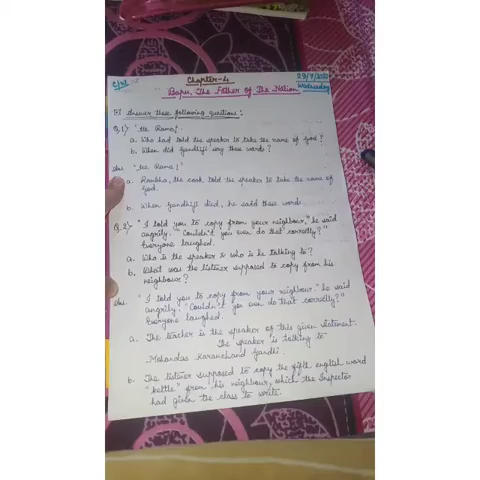 C/W
Chapter-4
29/7/2020
Bapu, The Father of The Nation
Wednesday
Answer these following questions:
Q.1) "He Rama!"
a. Who had told the speaker to take the name of God?
b. When did Gandhiji say these words?
Ans. "He Rama!"
a. Rambha, the cook told the speaker to take the name of
God.
b. When Gandhiji died, he said these words.
Q.2) "I told you to copy from your neighbour," he said
angrily. "Couldn't you even do that correctly?"
Everyone laughed.
a. Who is the speaker & who is he talking to?
b. What was the listener supposed to copy from his
neighbour?
Ans. "I told you to copy from your neighbour." he said
angrily. "Couldn't you even do that correctly?"
Everyone laughed.
a. The teacher is the speaker of this given statement.
The speaker is talking to
Mohandas Karamchand Gandhi.
b. The listener supposed to copy the fifth english word
"kettle" from his neighbour, which the Inspector
had given the class to write.